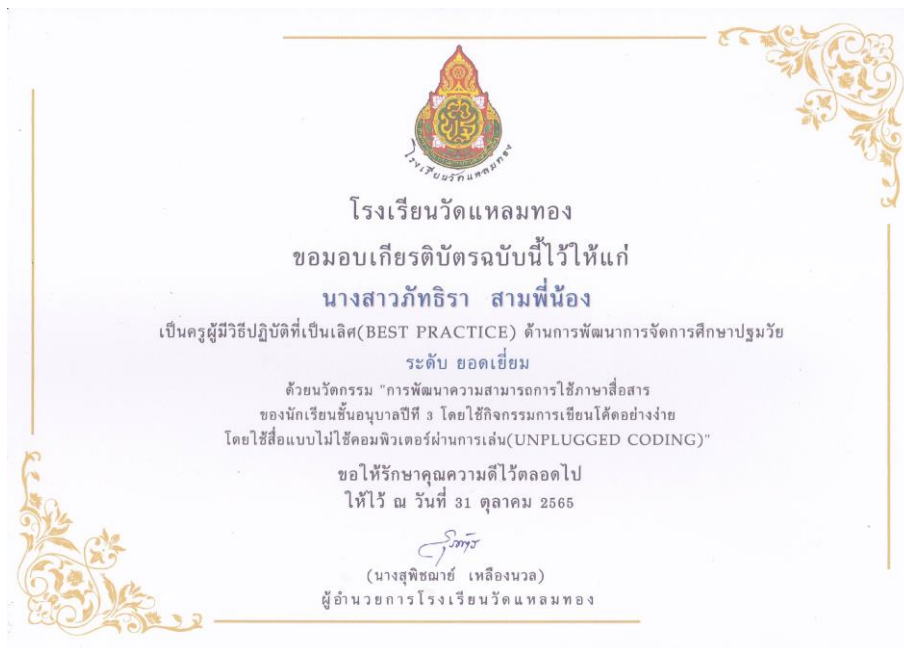 โรงเรียนวัดแหลมทอง
โรงเรียนวัดแหลมทอง
ขอมอบเกียรติบัตรฉบับนี้ไว้ให้แก่
นางสาวภัทธิรา สามพี่น้อง
เป็นครูผู้มีวิธีปฏิบัติที่เป็นเลิศ(BEST PRACTICE) ด้านการพัฒนาการจัดการศึกษาปฐมวัย
ระดับ ยอดเยี่ยม
ด้วยนวัตกรรม "การพัฒนาความสามารถการใช้ภาษาสื่อสาร
ของนักเรียนชั้นอนุบาลปีที่ 3 โดยใช้กิจกรรมการเขียนโค้ดอย่างง่าย
โดยใช้สื่อแบบไม่ใช้คอมพิวเตอร์ผ่านการเล่น(UNPLUGGED CODING)"
ขอให้รักษาคุณความดีไว้ตลอดไป
ให้ไว้ ณ วันที่ 31 ตุลาคม 2565
(นางสุพิชฌาย์ เหลืองนวล)
ผู้อำนวยการโรงเรียนวัดแหลมทอง